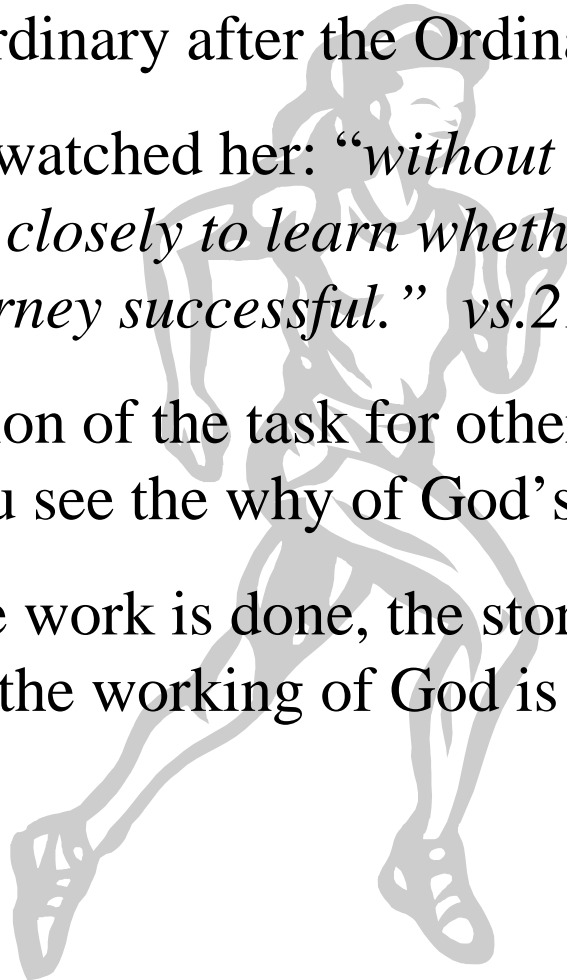 rdinary after the Ordina
watched her: “without
closely to learn wheth
rney successful.” vs.2
ion of the task for other
u see the why of God’s
e work is done, the stor
the working of God is